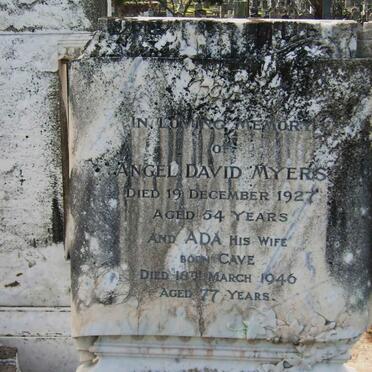 IN LOVING MEMORY
OF
ANGEL DAVID MYERS
DIED 19 DECEMBER 1927
AGED 54 YEARS
AND ADA HIS WIFE
BORN CAVE
DIED 18TH MARCH 1946
AGED 77 YEARS.